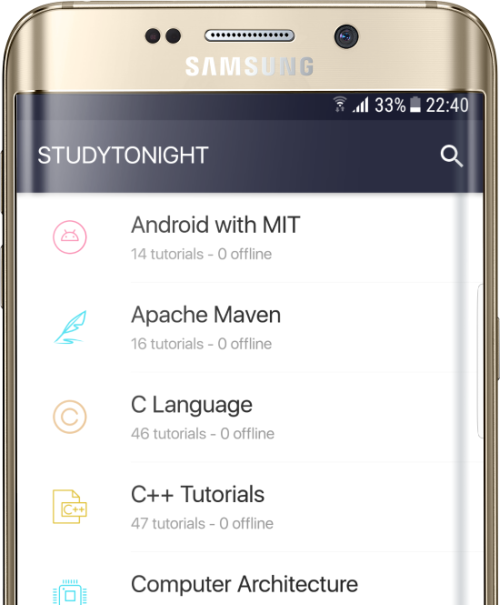 SAMSUNG
33% 22:40
STUDYTONIGHT
Android with MIT
14 tutorials - 0 offline
Apache Maven
16 tutorials - 0 offline
C
C Language
46 tutorials - 0 offline
C++
C++ Tutorials
47 tutorials - 0 offline
Computer Architecture